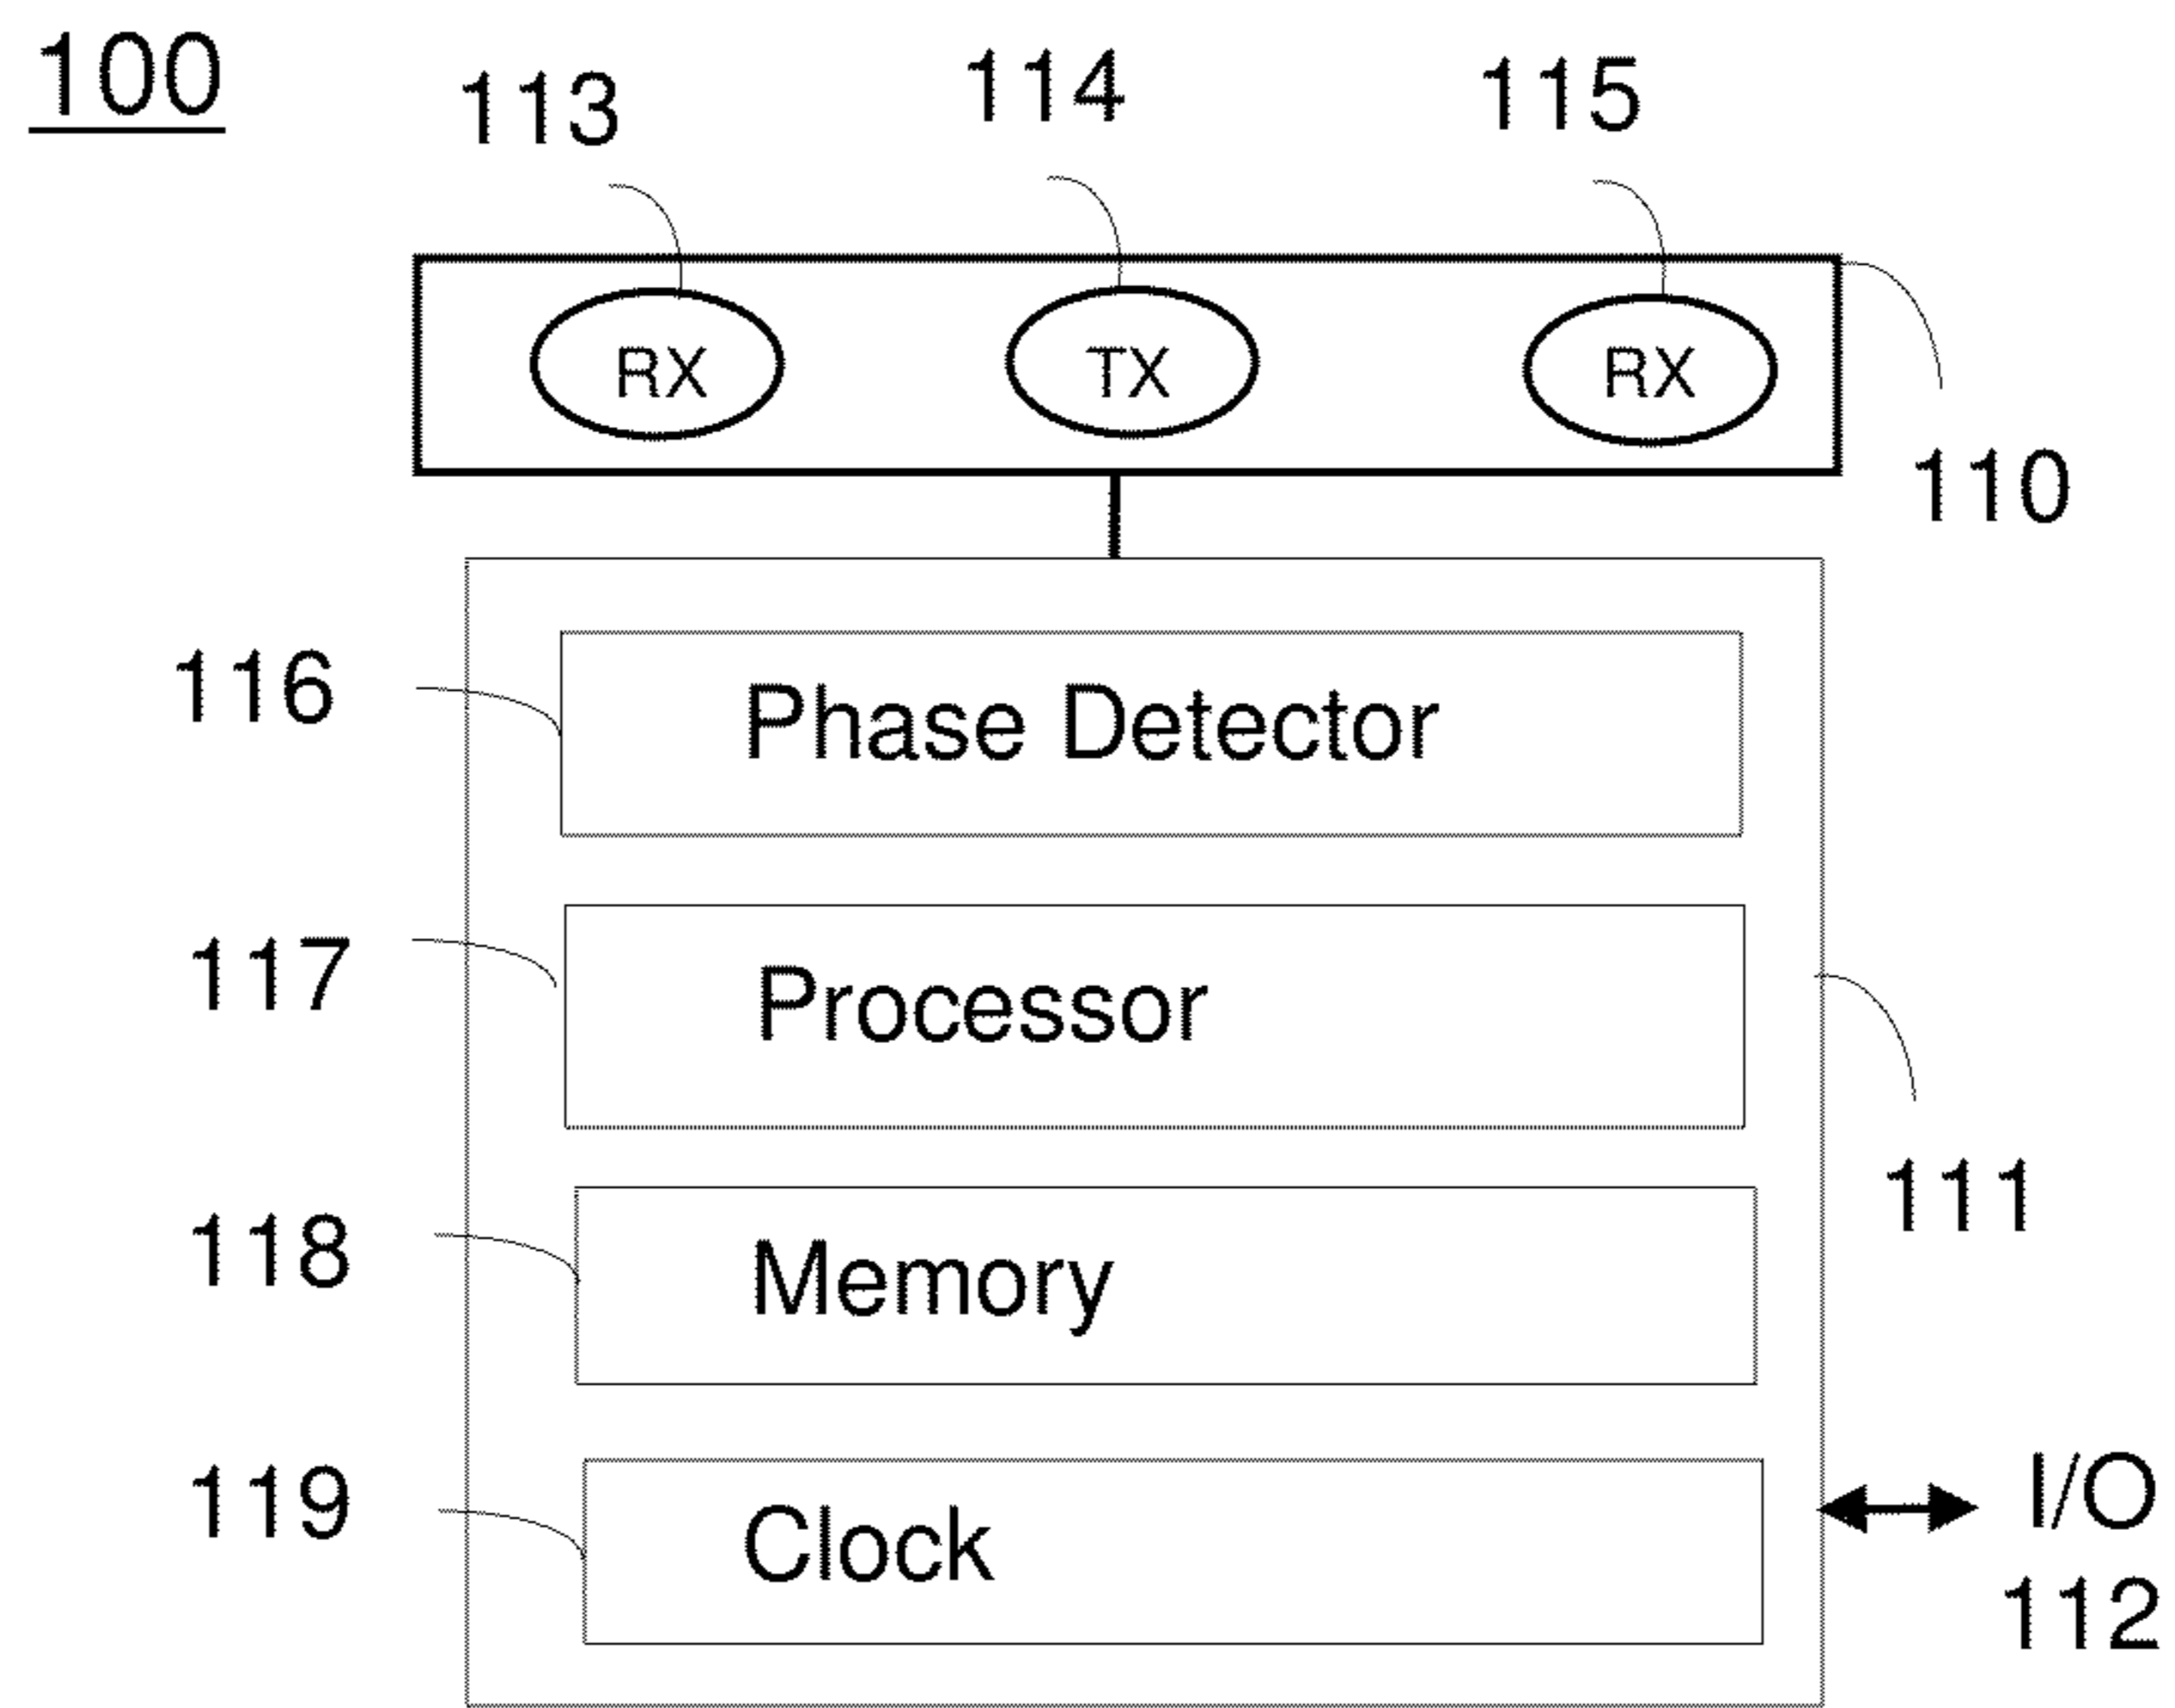 100
113
114
115
RX
TX
RX
110
116
Phase Detector
117
Processor
111
118
Memory
119
Clock
I/O
112